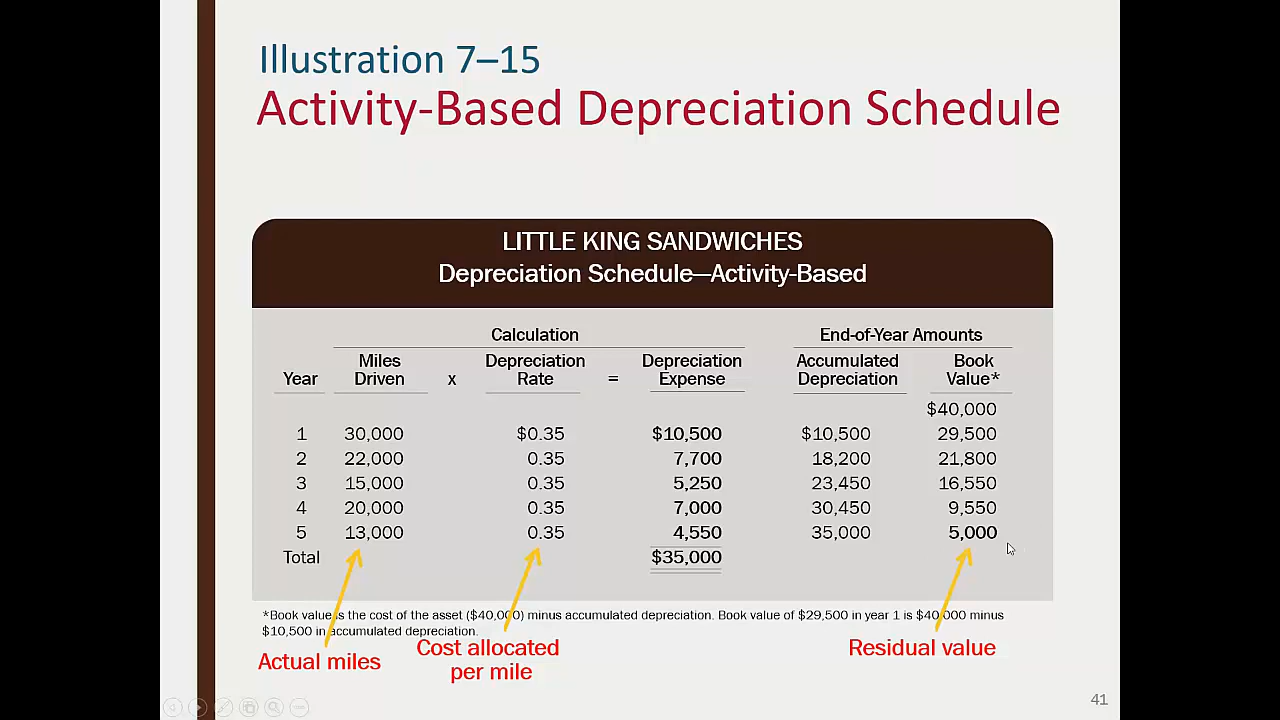 Illustration 7–15
Activity-Based Depreciation Schedule
LITTLE KING SANDWICHES
Depreciation Schedule—Activity-Based
Calculation End-of-Year Amounts
Miles Depreciation Depreciation Accumulated Book
Year Driven x Rate = Expense Depreciation Value*
$40,000
1 30,000 $0.35 $10,500 $10,500 29,500
2 22,000 0.35 7,700 18,200 21,800
3 15,000 0.35 5,250 23,450 16,550
4 20,000 0.35 7,000 30,450 9,550
5 13,000 0.35 4,550 35,000 5,000
Total $35,000
*Book value is the cost of the asset ($40,000) minus accumulated depreciation. Book value of $29,500 in year 1 is $40,000 minus
$10,500 in accumulated depreciation.
Actual miles
Cost allocated
per mile
Residual value
41